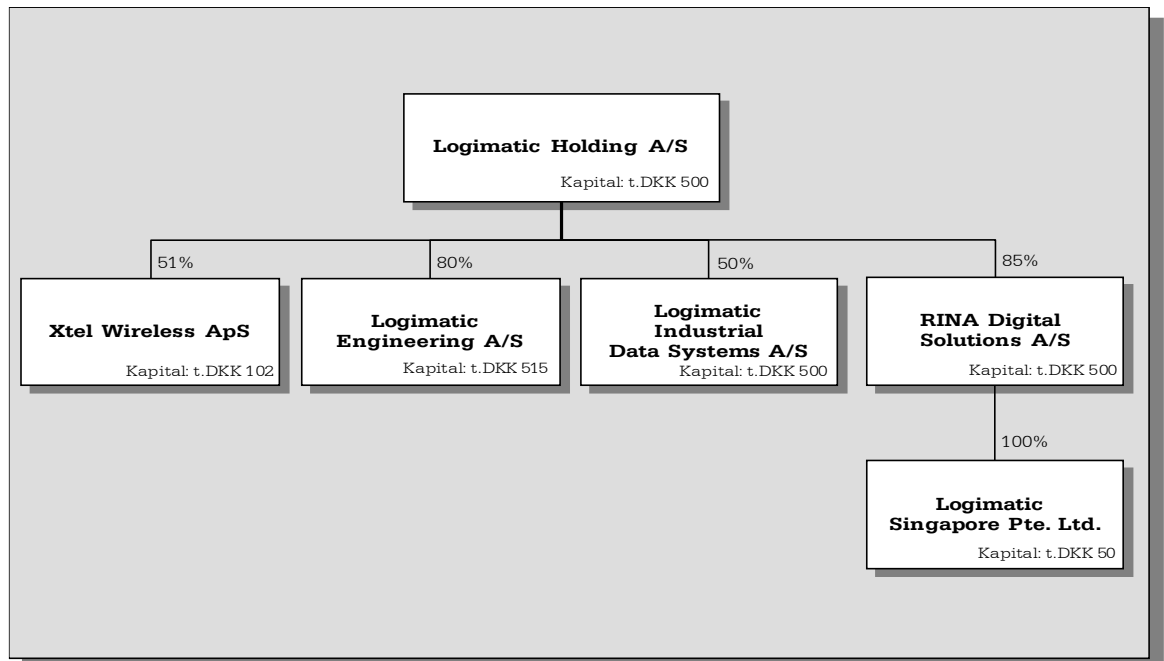 Logimatic Holding A/S
Kapital: t.DKK 500
51%
80%
50%
85%
Xtel Wireless ApS
Kapital: t.DKK 102
Logimatic
Engineering A/S
Kapital: t.DKK 515
Logimatic
Industrial
Data Systems A/S
Kapital: t.DKK 500
RINA Digital
Solutions A/S
Kapital: t.DKK 500
100%
Logimatic
Singapore Pte. Ltd.
Kapital: t.DKK 50